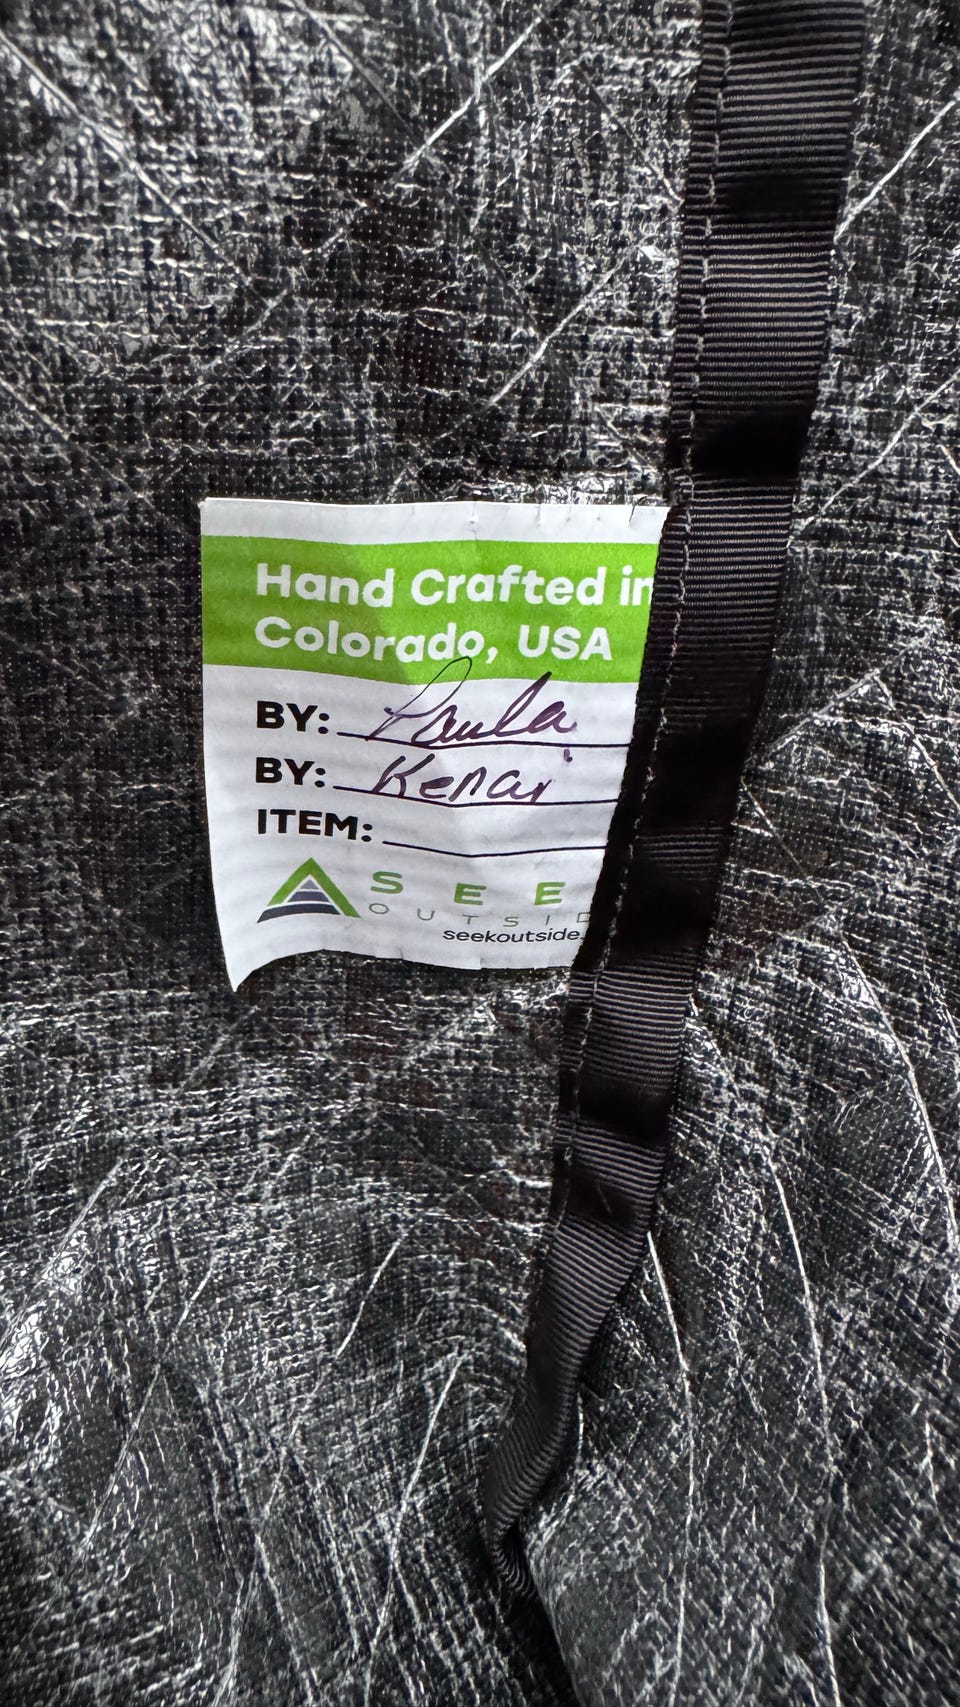 Hand Crafted in
Colorado, USA
BY: Paula
BY: Kenai
ITEM:
SEE
OUTSID
seekoutside.